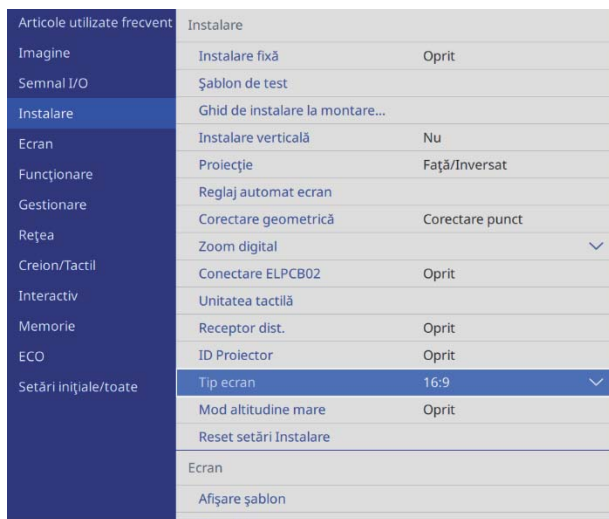 Articole utilizate frecvent
Imagine
Semnal I/O
Instalare
Ecran
Funcţionare
Gestionare
Reţea
Creion/Tactil
Interactiv
Memorie
ECO
Setări iniţiale/toate
Instalare
Instalare fixă Oprit
Şablon de test
Ghid de instalare la montare...
Instalare verticală Nu
Proiecţie Faţă/Inversat
Reglaj automat ecran
Corectare geometrică Corectare punct
Zoom digital
Conectare ELPCB02 Oprit
Unitatea tactilă
Receptor dist. Oprit
ID Proiector Oprit
Tip ecran 16:9
Mod altitudine mare Oprit
Reset setări Instalare
Ecran
Afişare şablon